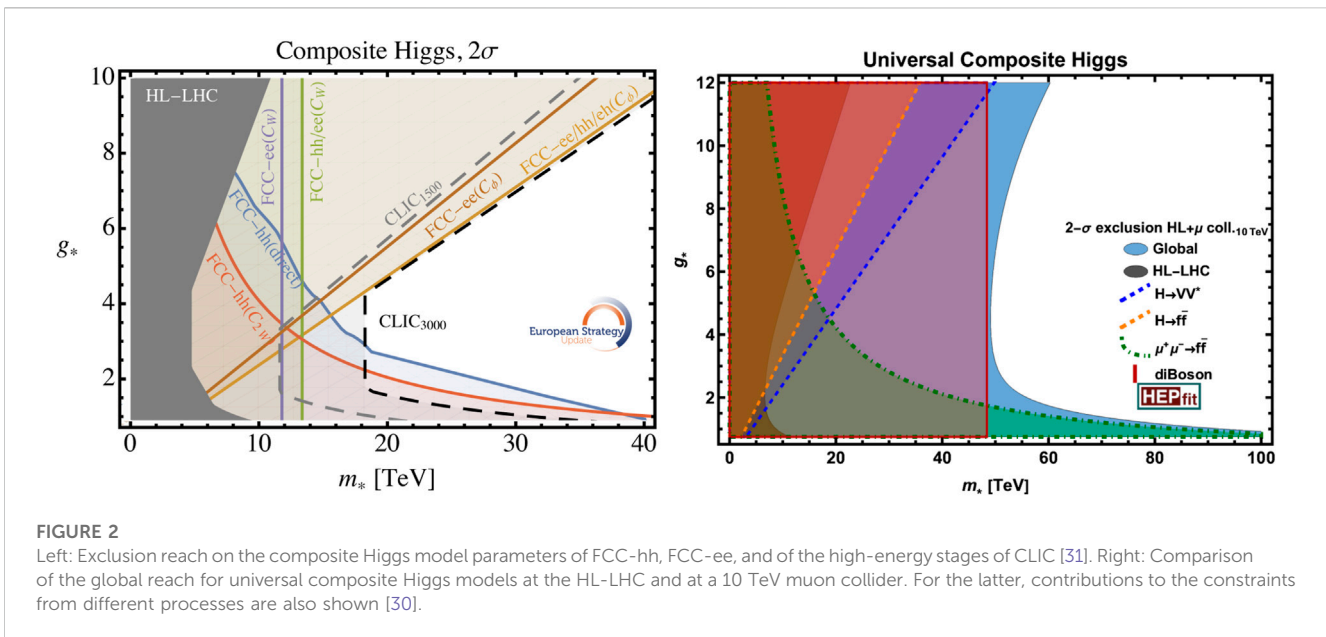 Composite Higgs, 2σ
10
8
6
4
2
g*
HL−LHC
FCC−ee(C_W)
FCC−hh/ee(C_W)
FCC−hh(direct)
FCC−hh(C_2W)
CLIC1500
FCC−ee(C_ϕ)
FCC−ee/hh/eh(C_ϕ)
CLIC3000
European Strategy
Update
0 10 20 30 40
m* [TeV]
Universal Composite Higgs
12
10
8
6
4
2
g*
2−σ exclusion HL+μ coll.10 TeV
Global
HL−LHC
H→VV*
H→ff̄
μ+μ−→ff̄
diBoson
HEPfit
0 20 40 60 80 100
m* [TeV]
FIGURE 2
Left: Exclusion reach on the composite Higgs model parameters of FCC-hh, FCC-ee, and of the high-energy stages of CLIC [31]. Right: Comparison
of the global reach for universal composite Higgs models at the HL-LHC and at a 10 TeV muon collider. For the latter, contributions to the constraints
from different processes are also shown [30].